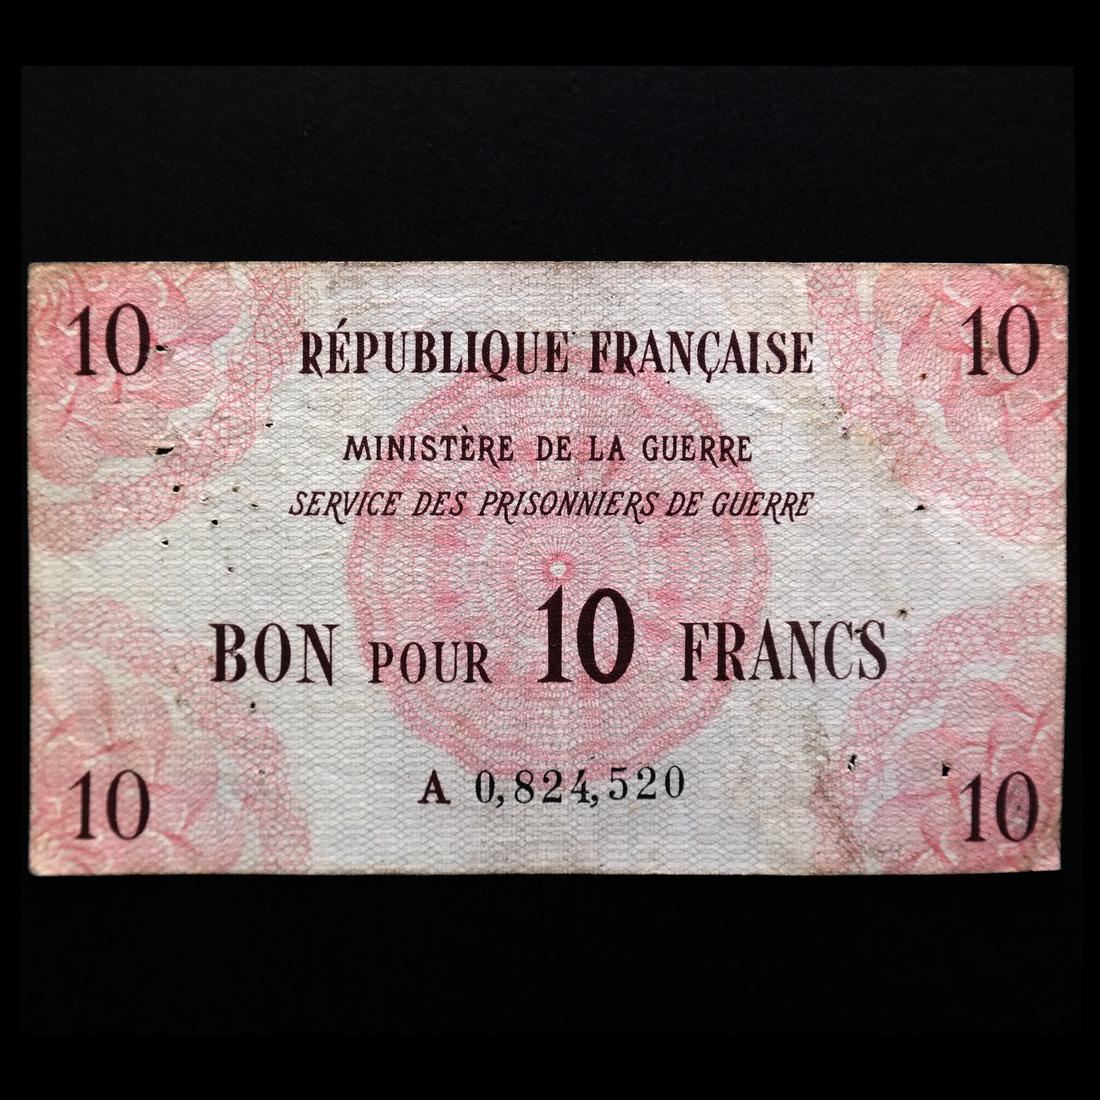 10 RÉPUBLIQUE FRANÇAISE 10
MINISTÈRE DE LA GUERRE
SERVICE DES PRISONNIERS DE GUERRE
BON POUR 10 FRANCS
10 A 0,824,520 10